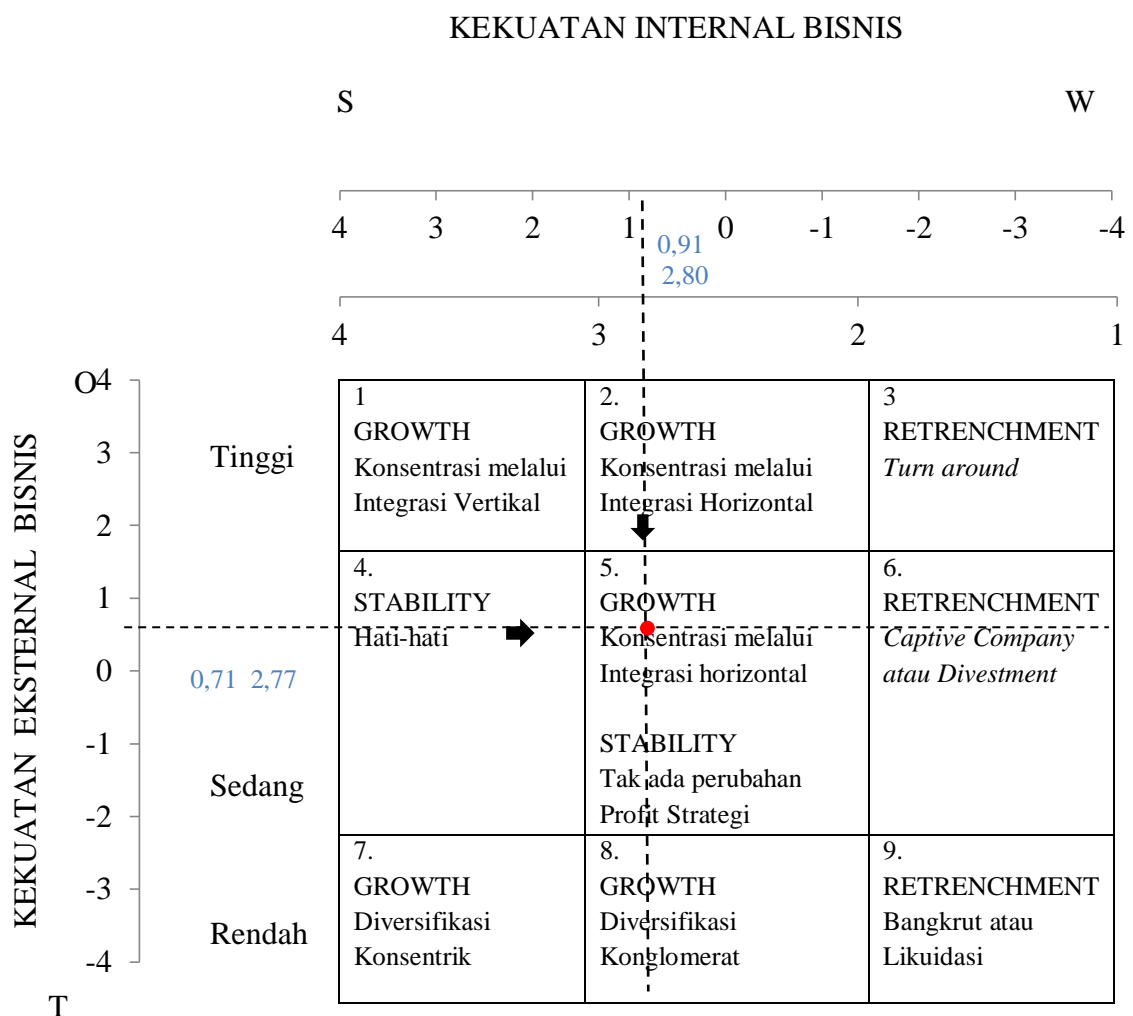 KEKUATAN INTERNAL BISNIS
S W
4 3 2 1 0 -1 -2 -3 -4
0,91
2,80
4 3 2 1
KEKUATAN EKSTERNAL BISNIS
O
4
3
2
1
0
-1
-2
-3
-4
T
Tinggi
0,71 2,77
Sedang
Rendah
1
GROWTH
Konsentrasi melalui
Integrasi Vertikal
2.
GROWTH
Konsentrasi melalui
Integrasi Horizontal
3
RETRENCHMENT
Turn around
4.
STABILITY
Hati-hati
5.
GROWTH
Konsentrasi melalui
Integrasi horizontal
STABILITY
Tak ada perubahan
Profit Strategi
6.
RETRENCHMENT
Captive Company
atau Divestment
7.
GROWTH
Diversifikasi
Konsentrik
8.
GROWTH
Diversifikasi
Konglomerat
9.
RETRENCHMENT
Bangkrut atau
Likuidasi